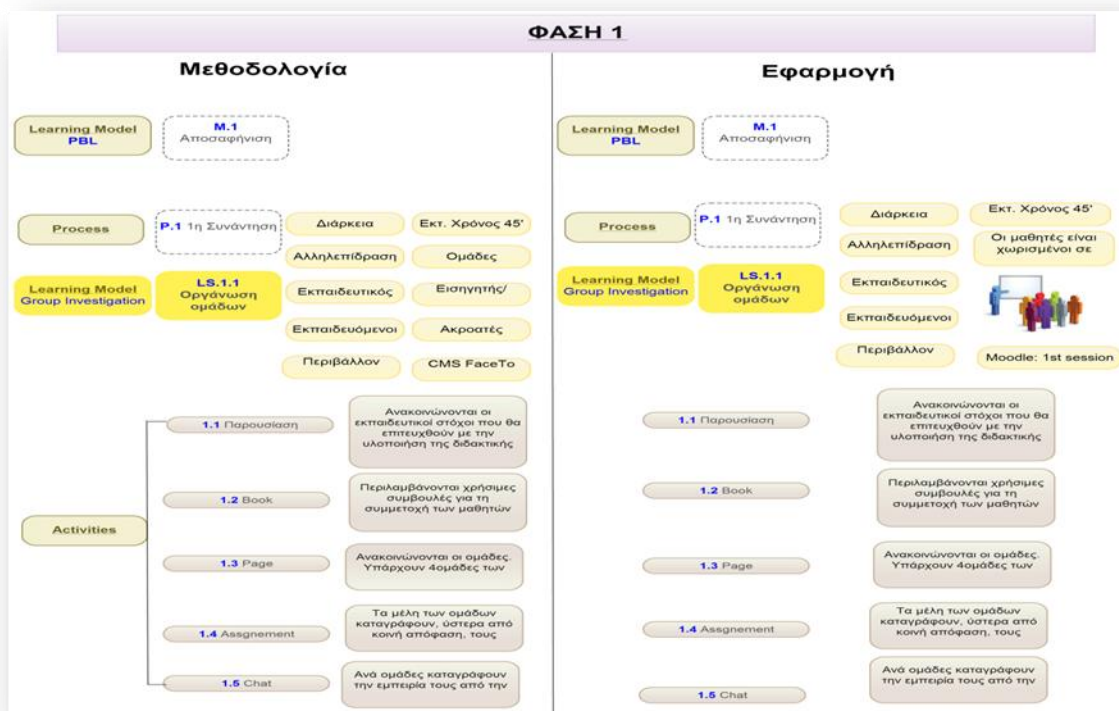 ΦΑΣΗ 1
Μεθοδολογία
Learning Model
PBL
Μ.1
Αποσαφήνιση
Process
P.1 1η Συνάντηση
Διάρκεια
Εκτ. Χρόνος 45'
Αλληλεπίδραση
Ομάδες
Learning Model
Group Investigation
LS.1.1
Οργάνωση
ομάδων
Εκπαιδευτικός
Εισηγητής/
Εκπαιδευόμενοι
Ακροατές
Περιβάλλον
CMS FaceTo
Activities
1.1 Παρουσίαση
Ανακοινώνονται οι
εκπαιδευτικοί στόχοι που θα
επιτευχθούν με την
υλοποιήση της διδακτικής
1.2 Book
Περιλαμβάνονται χρήσιμες
συμβουλές για τη
συμμετοχή των μαθητών
1.3 Page
Ανακοινώνονται οι ομάδες.
Υπάρχουν 4ομάδες των
1.4 Assgnement
Τα μέλη των ομάδων
καταγράφουν, ύστερα από
κοινή απόφαση, τους
1.5 Chat
Ανά ομάδες καταγράφουν
την εμπειρία τους από την
Εφαρμογή
Learning Model
PBL
Μ.1
Αποσαφήνιση
Process
P.1 1η Συνάντηση
Διάρκεια
Εκτ. Χρόνος 45'
Αλληλεπίδραση
Οι μαθητές είναι
χωρισμένοι σε
Learning Model
Group Investigation
LS.1.1
Οργάνωση
ομάδων
Εκπαιδευτικός
Εκπαιδευόμενοι
Περιβάλλον
Moodle: 1st session
1.1 Παρουσίαση
Ανακοινώνονται οι
εκπαιδευτικοί στόχοι που θα
επιτευχθούν με την
υλοποιήση της διδακτικής
1.2 Book
Περιλαμβάνονται χρήσιμες
συμβουλές για τη
συμμετοχή των μαθητών
1.3 Page
Ανακοινώνονται οι ομάδες.
Υπάρχουν 4ομάδες των
1.4 Assgnement
Τα μέλη των ομάδων
καταγράφουν, ύστερα από
κοινή απόφαση, τους
1.5 Chat
Ανά ομάδες καταγράφουν
την εμπειρία τους από την